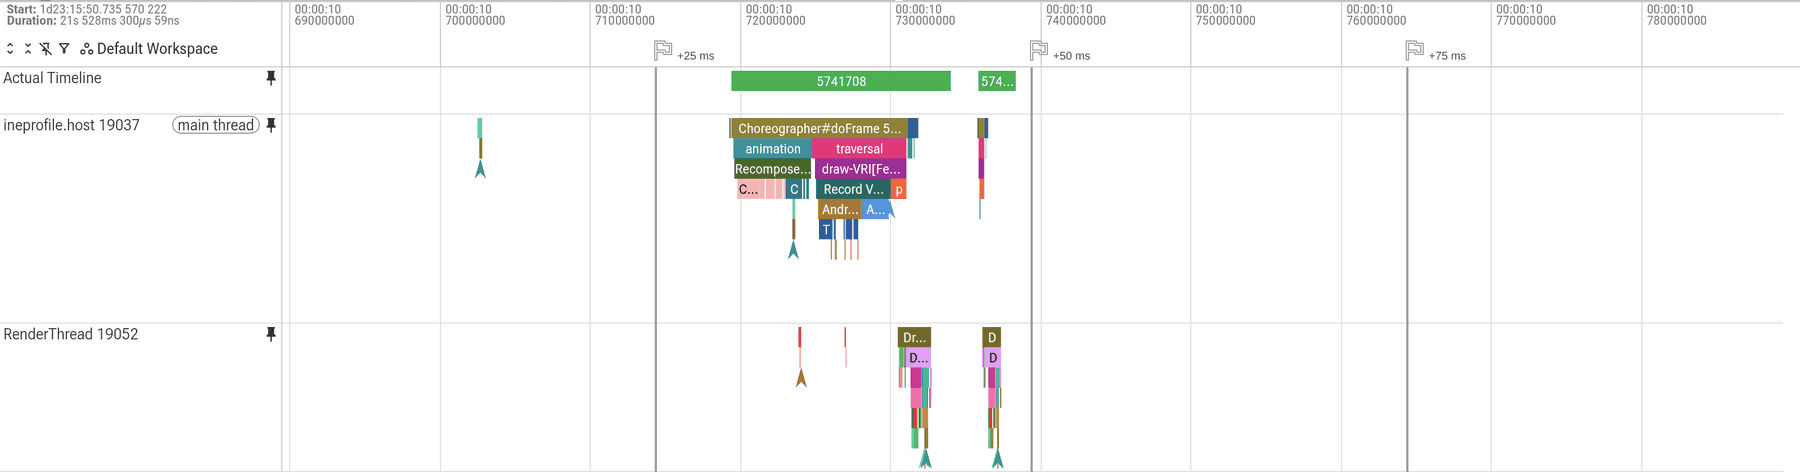 Start: 1d23:15:50.735 570 222
Duration: 21s 528ms 300µs 59ns
00:00:10 00:00:10 00:00:10 00:00:10 00:00:10 00:00:10 00:00:10 00:00:10 00:00:10 00:00:10
690000000 700000000 710000000 720000000 730000000 740000000 750000000 760000000 770000000 780000000
Default Workspace
+25 ms +50 ms +75 ms
Actual Timeline
5741708 574...
ineprofile.host 19037 main thread
Choreographer#doFrame 5...
animation traversal
Recompose... draw-VRI[Fe...
C... C Record V... p
Andr... A...
T
RenderThread 19052
Dr... D
D... D